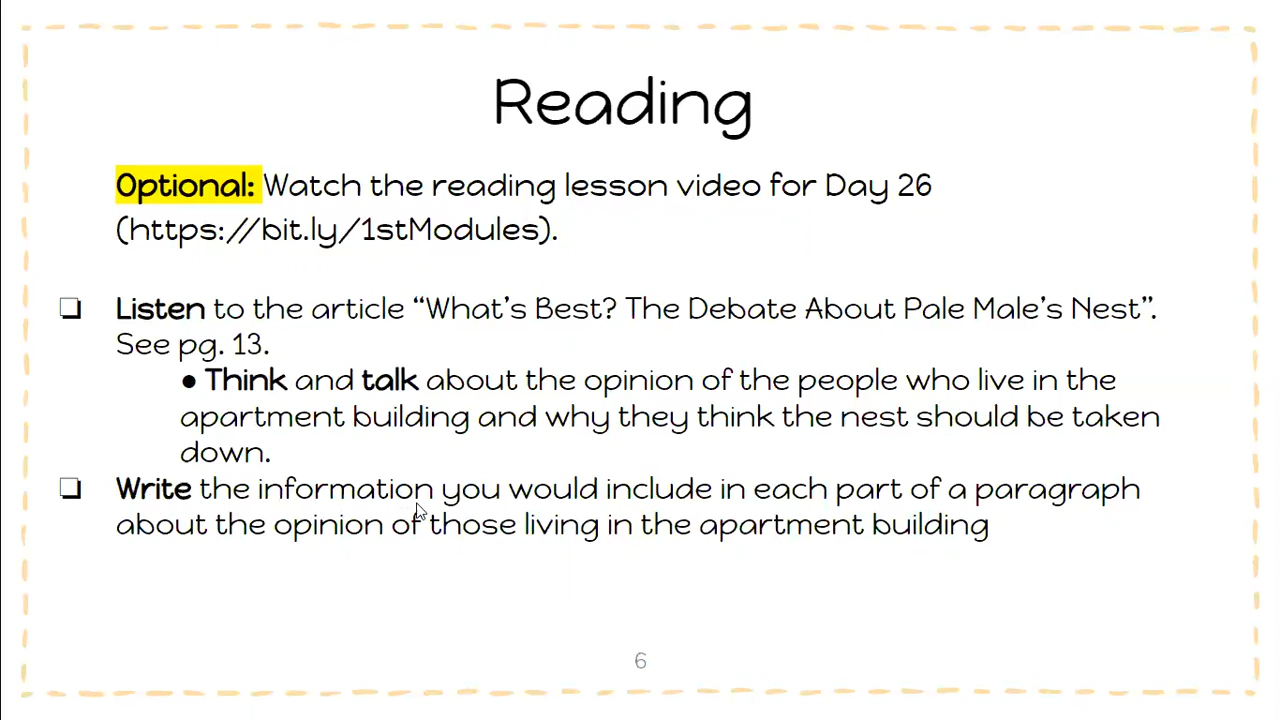 Reading
Optional: Watch the reading lesson video for Day 26
(https://bit.ly/1stModules).
❏ Listen to the article “What’s Best? The Debate About Pale Male’s Nest”.
See pg. 13.
● Think and talk about the opinion of the people who live in the
apartment building and why they think the nest should be taken
down.
❏ Write the information you would include in each part of a paragraph
about the opinion of those living in the apartment building
6